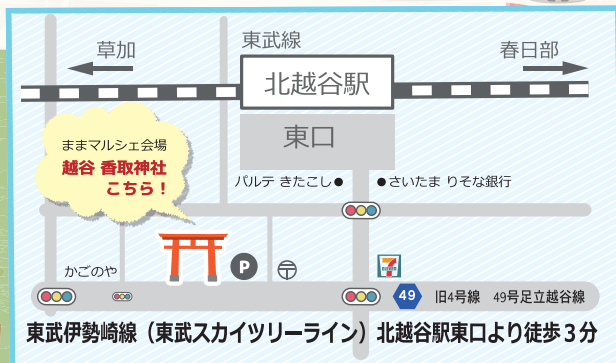 東武線
草加
春日部
北越谷駅
東口
ままマルシェ会場
越谷 香取神社
こちら！
パルテ きたこし●
●さいたま りそな銀行
かごのや
P
〒
7
ELEVEN
49
旧4号線 49号足立越谷線
東武伊勢崎線（東武スカイツリーライン）北越谷駅東口より徒歩３分